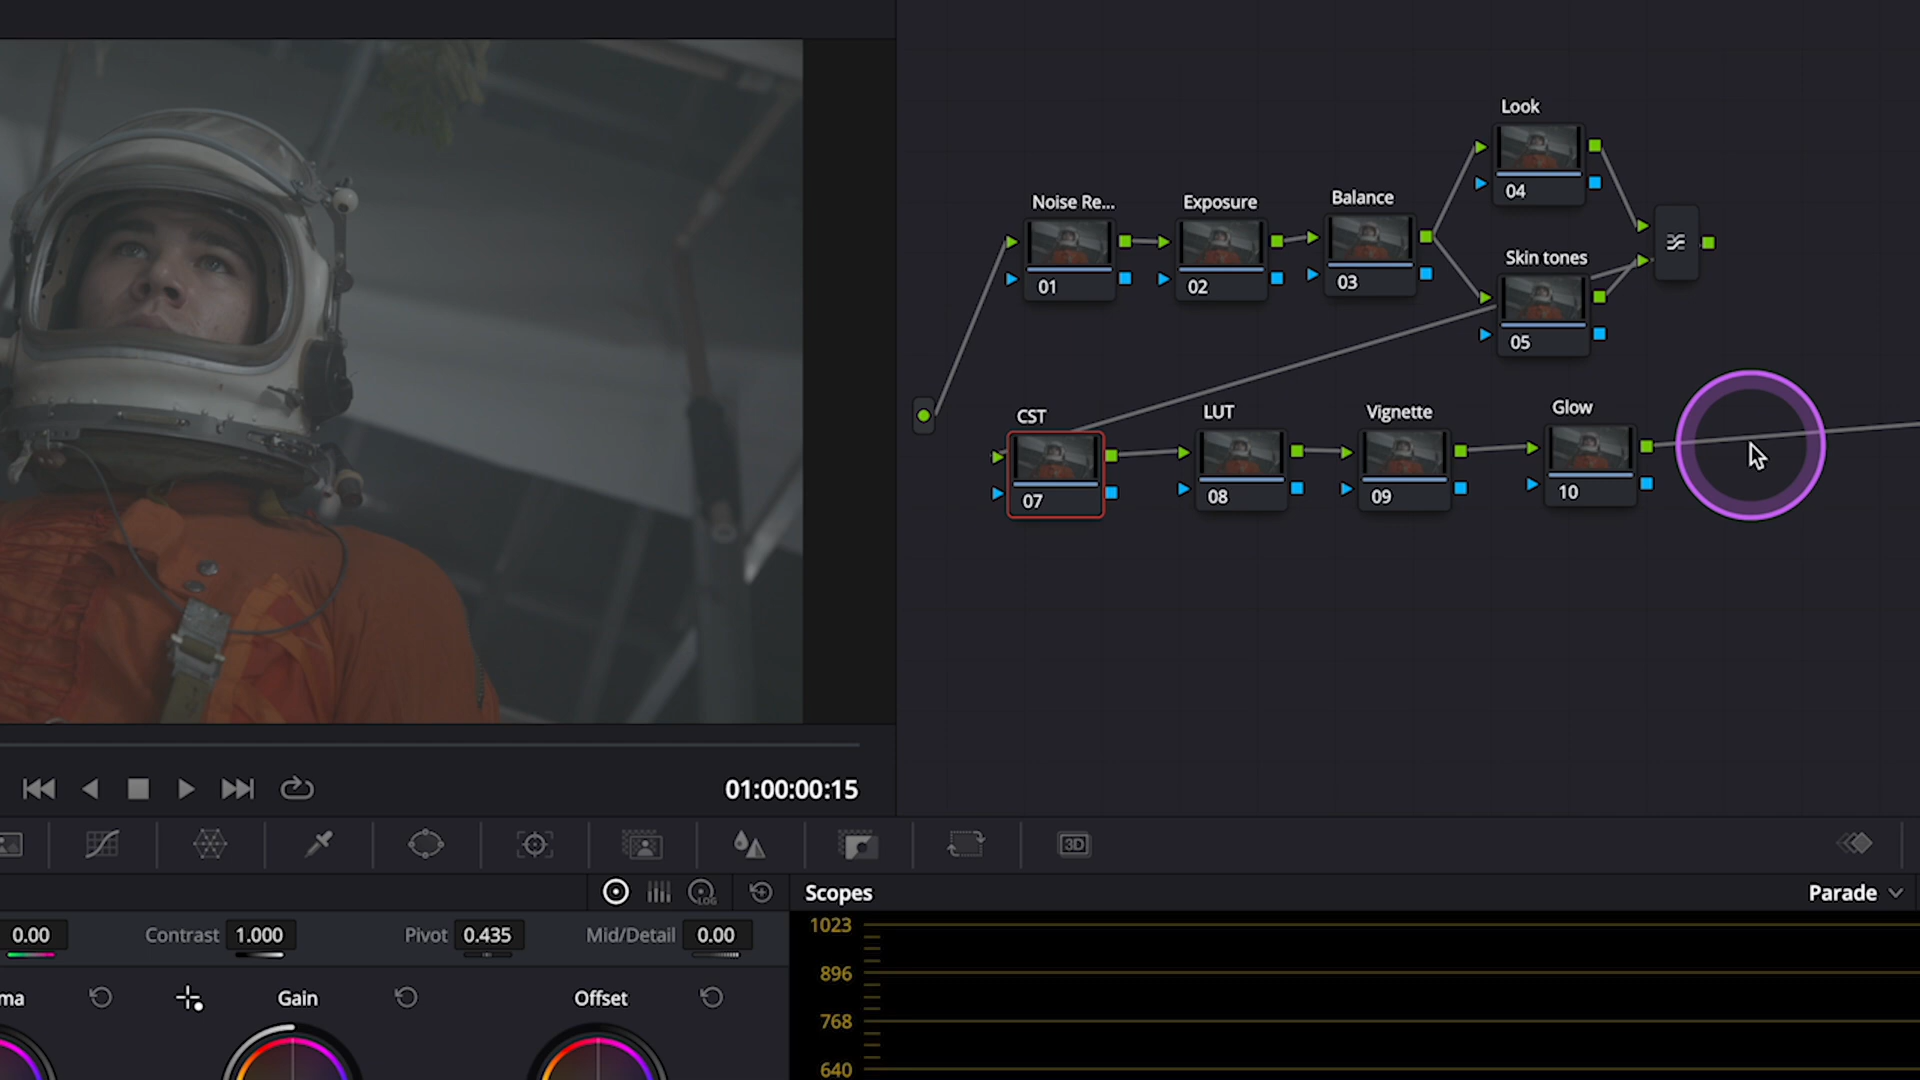 Look
04
Noise Re...
Exposure
Balance
01
02
03
Skin tones
05
CST
LUT
Vignette
Glow
07
08
09
10
01:00:00:15
3D
LOG
Scopes
Parade
0.00
Contrast
1.000
Pivot
0.435
Mid/Detail
0.00
ma
Gain
Offset
1023
896
768
640